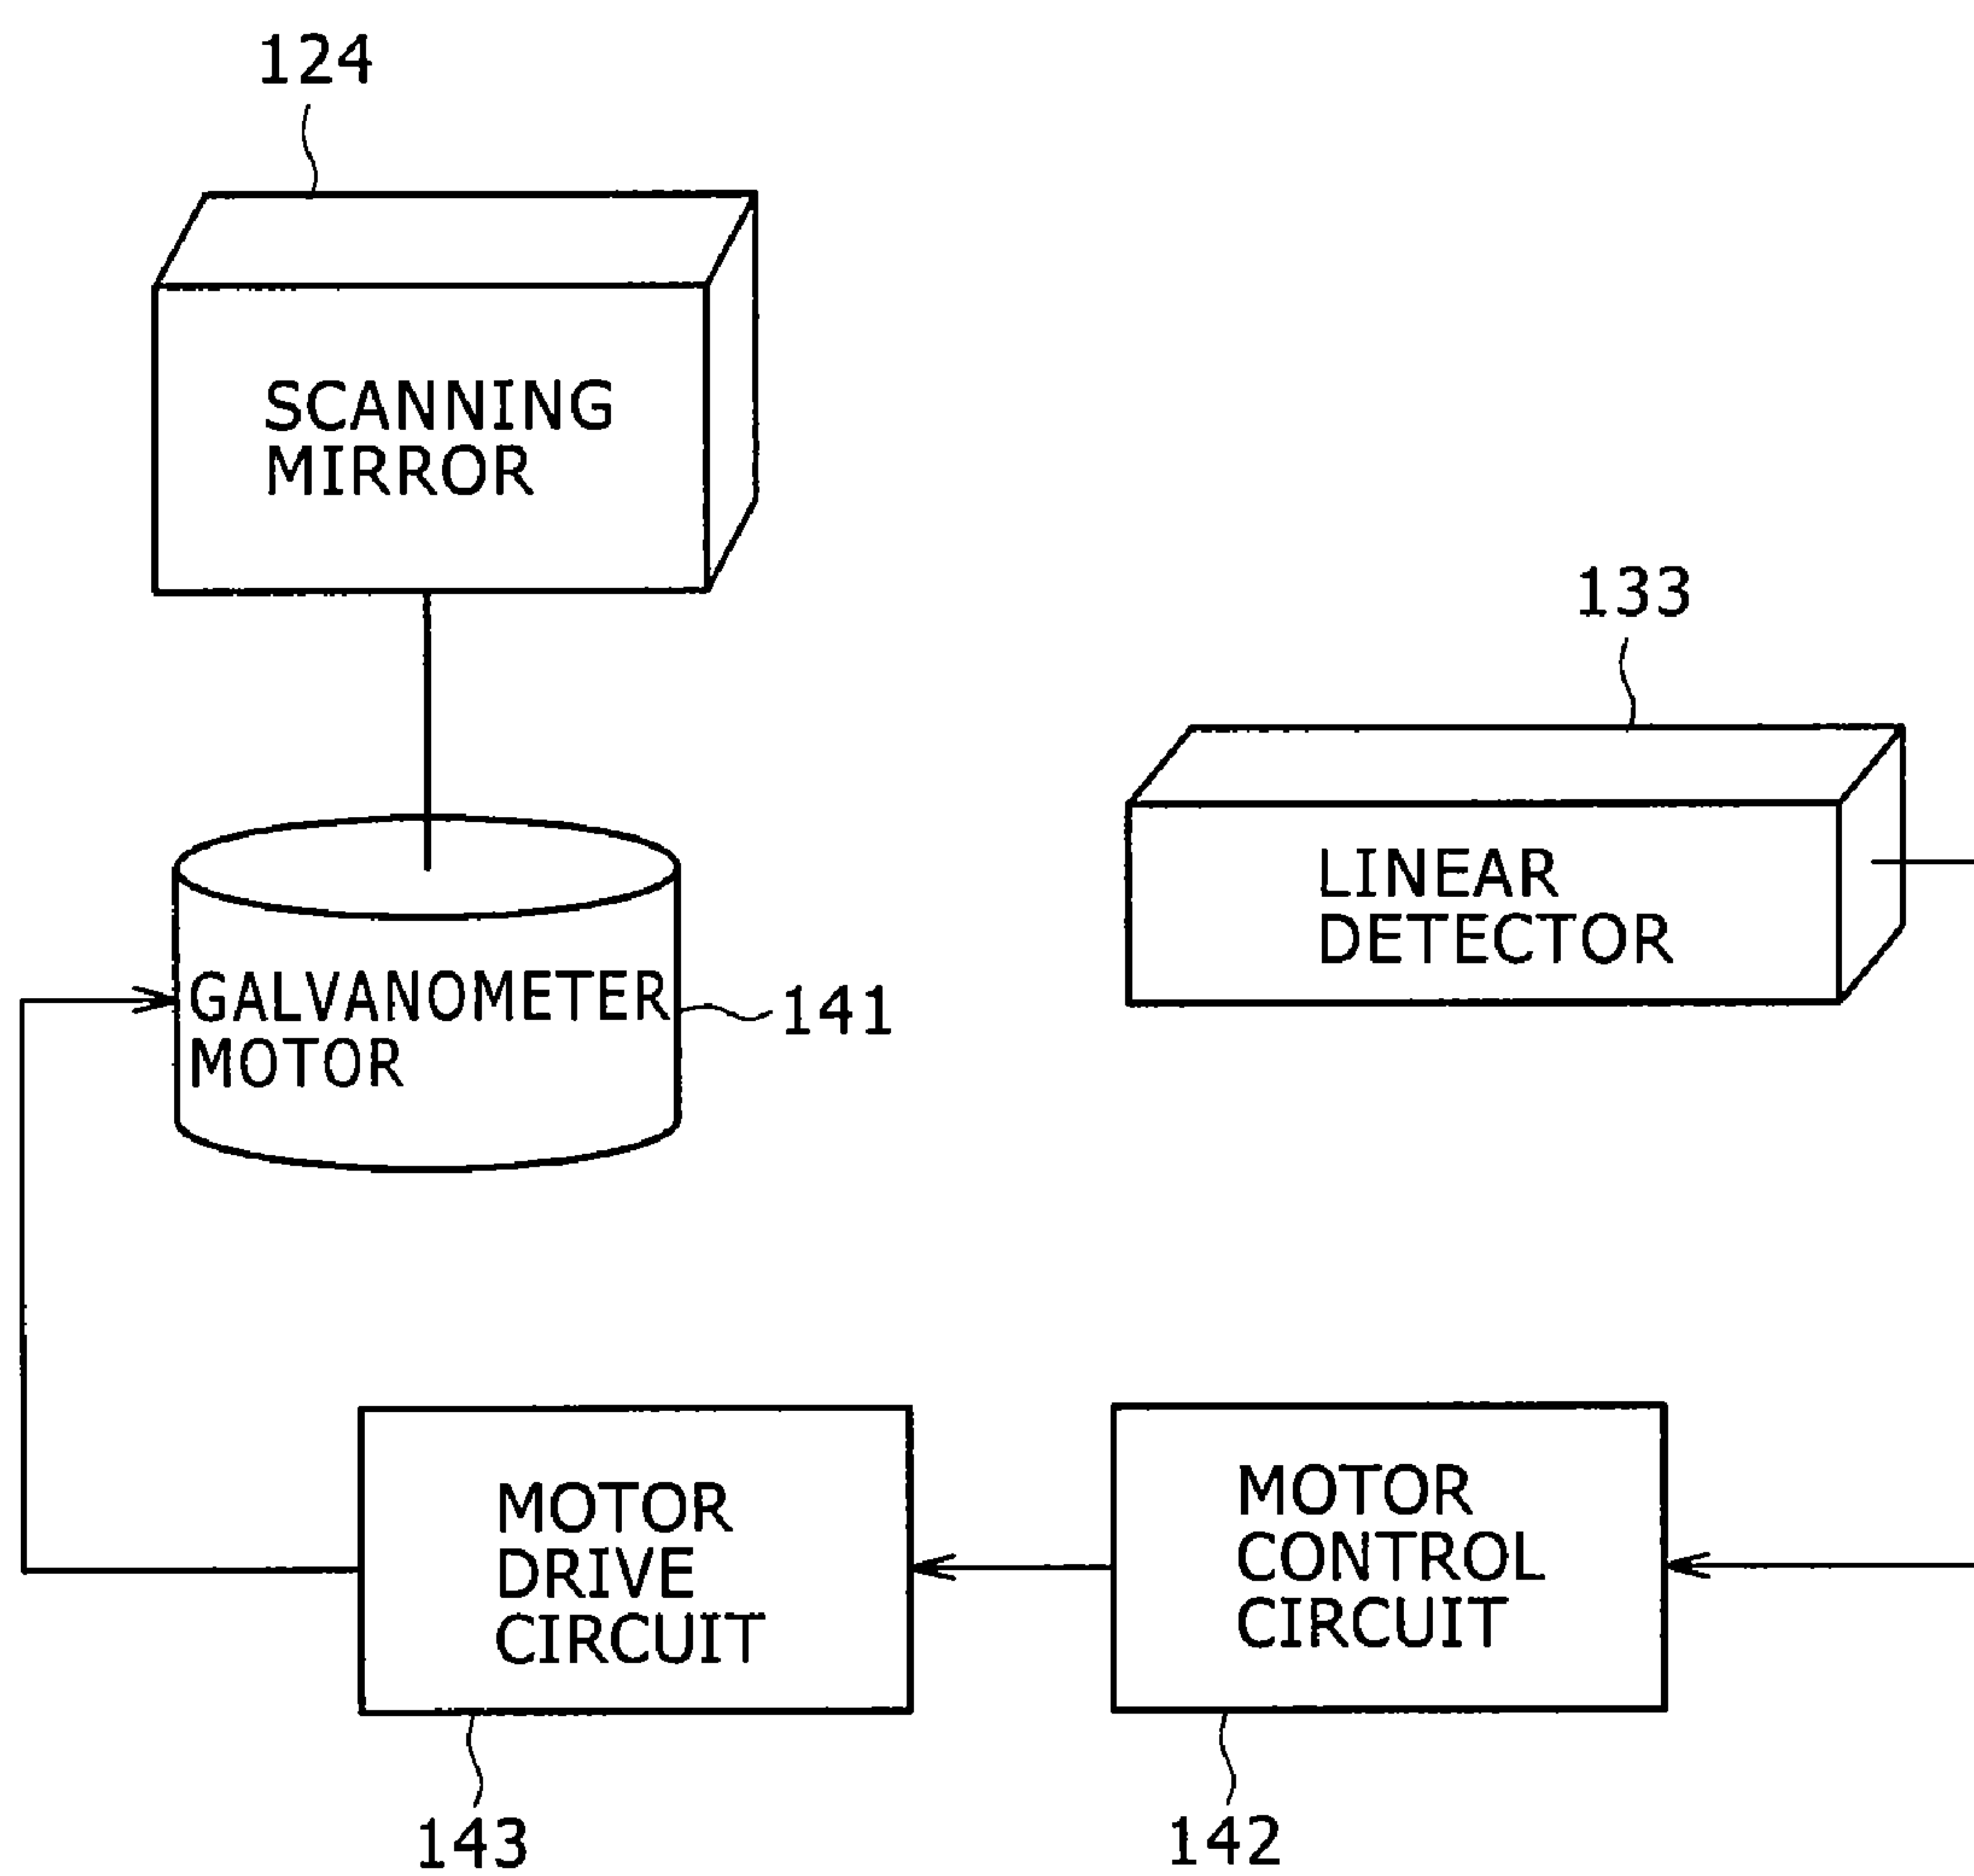 124
SCANNING
MIRROR
133
LINEAR
DETECTOR
GALVANOMETER
MOTOR
141
MOTOR
DRIVE
CIRCUIT
MOTOR
CONTROL
CIRCUIT
143
142